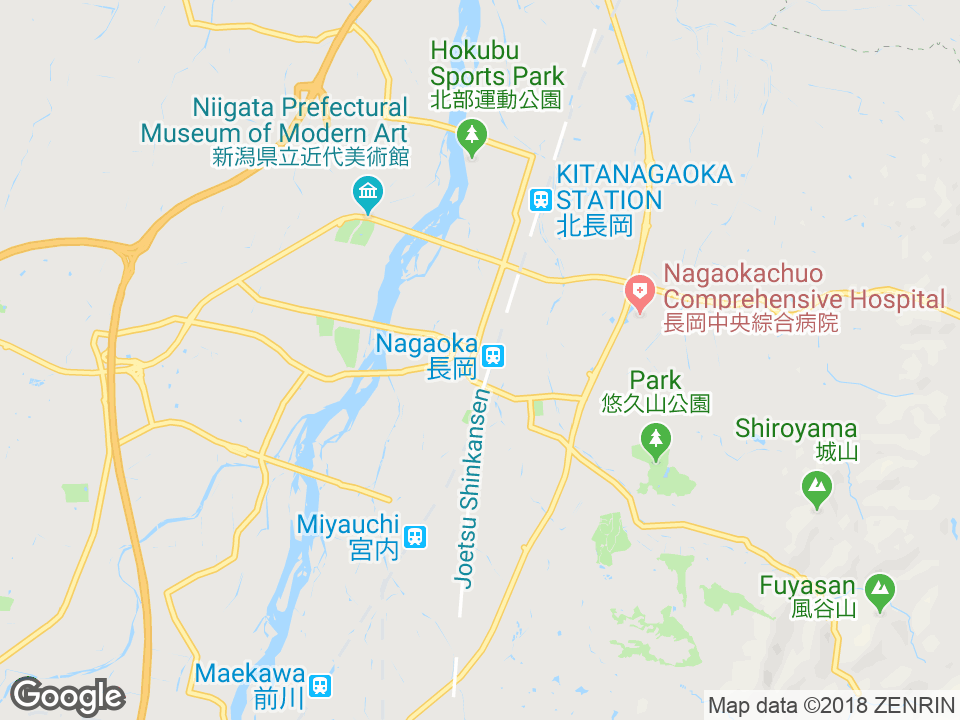 Hokubu
Sports Park
北部運動公園
Niigata Prefectural
Museum of Modern Art
新潟県立近代美術館
KITANAGAOKA
STATION
北長岡
Nagaokachuo
Comprehensive Hospital
長岡中央綜合病院
Nagaoka
長岡
Park
悠久山公園
Joetsu Shinkansen
Shiroyama
城山
Miyauchi
宮内
Fuyasan
風谷山
Maekawa
前川
Google
Map data ©2018 ZENRIN